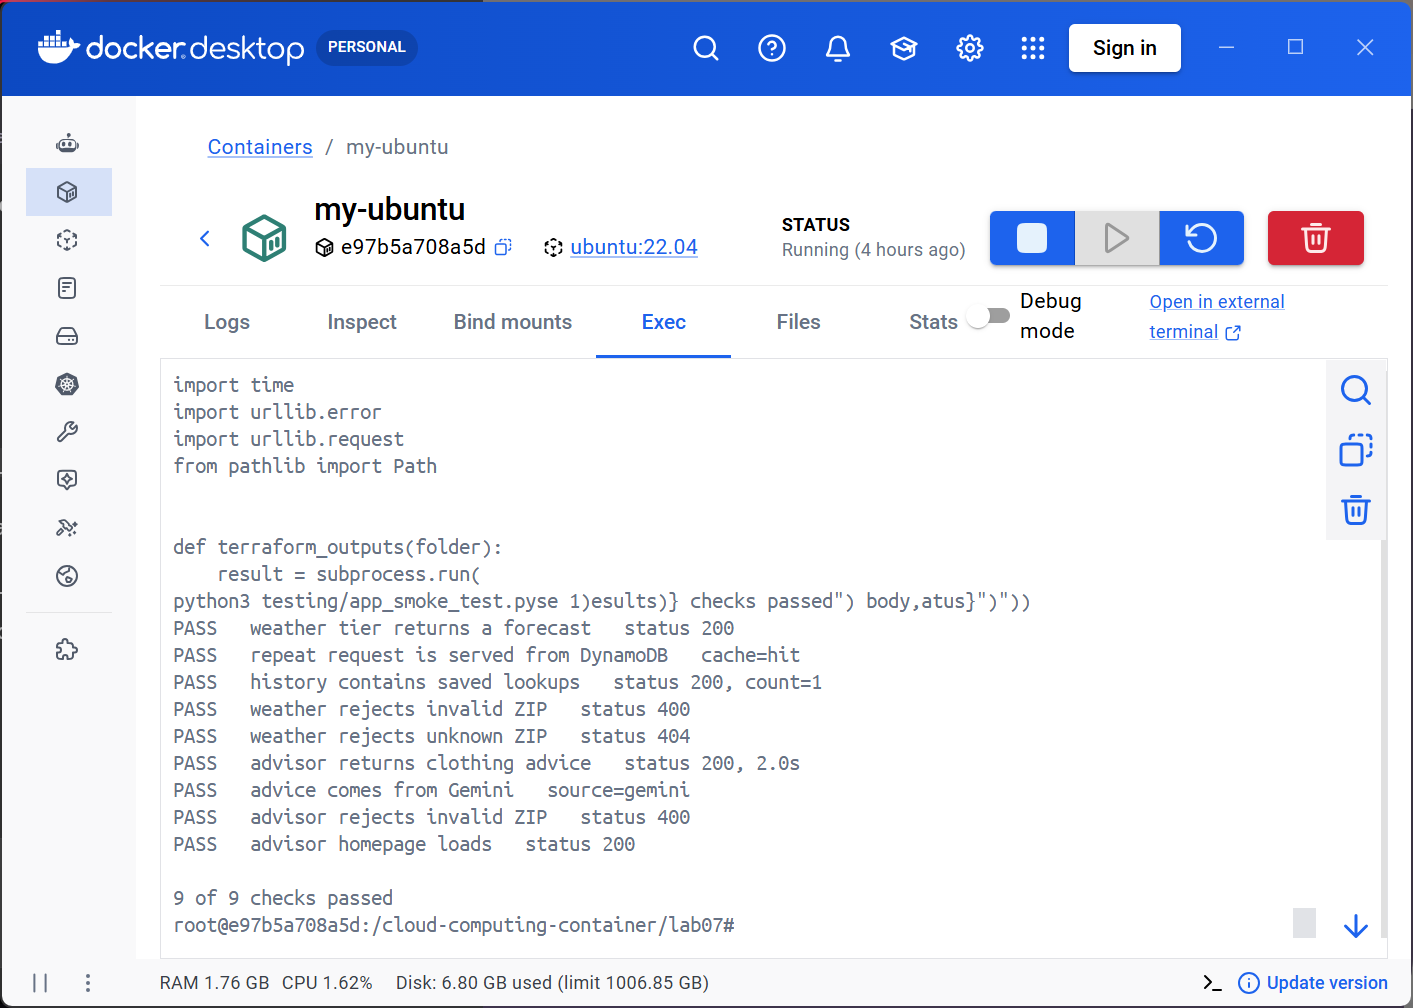 docker desktop PERSONAL Sign in
Containers / my-ubuntu
my-ubuntu
e97b5a708a5d ubuntu:22.04
STATUS
Running (4 hours ago)
Logs Inspect Bind mounts Exec Files Stats
Debug mode
Open in external terminal
import time
import urllib.error
import urllib.request
from pathlib import Path
def terraform_outputs(folder):
    result = subprocess.run(
python3 testing/app_smoke_test.pyse 1)esults)} checks passed") body,atus}")"))
PASS   weather tier returns a forecast   status 200
PASS   repeat request is served from DynamoDB   cache=hit
PASS   history contains saved lookups   status 200, count=1
PASS   weather rejects invalid ZIP   status 400
PASS   weather rejects unknown ZIP   status 404
PASS   advisor returns clothing advice   status 200, 2.0s
PASS   advice comes from Gemini   source=gemini
PASS   advisor rejects invalid ZIP   status 400
PASS   advisor homepage loads   status 200
9 of 9 checks passed
root@e97b5a708a5d:/cloud-computing-container/lab07#
RAM 1.76 GB CPU 1.62% Disk: 6.80 GB used (limit 1006.85 GB) Update version